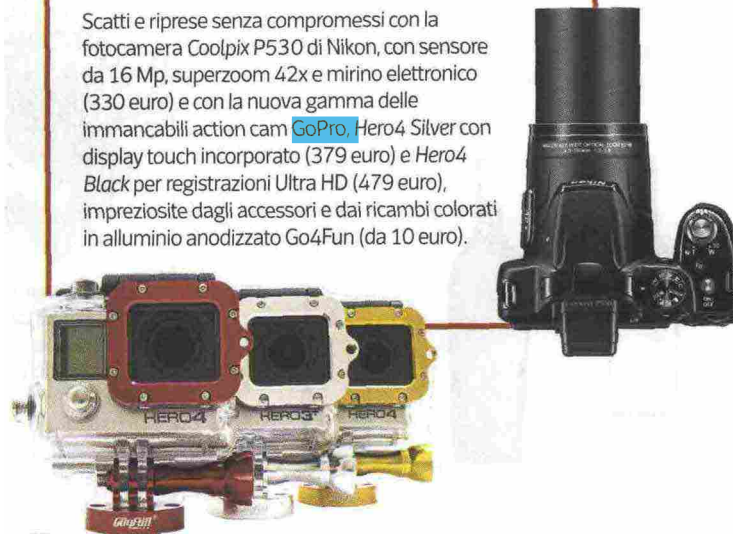 Scatti e riprese senza compromessi con la
fotocamera Coolpix P530 di Nikon, con sensore
da 16 Mp, superzoom 42x e mirino elettronico
(330 euro) e con la nuova gamma delle
immancabili action cam GoPro, Hero4 Silver con
display touch incorporato (379 euro) e Hero4
Black per registrazioni Ultra HD (479 euro),
impreziosite dagli accessori e dai ricambi colorati
in alluminio anodizzato Go4Fun (da 10 euro).
Nikon
HERO4
HERO3+
HERO4